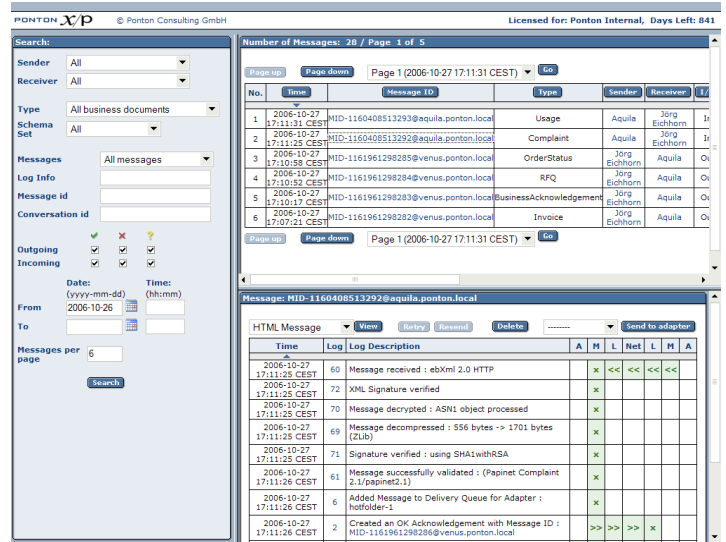 PONTON X/P © Ponton Consulting GmbH Licensed for: Ponton Internal, Days Left: 841
Search:
Sender All
Receiver All
Type All business documents
Schema Set All
Messages All messages
Log Info
Message id
Conversation id
Outgoing
Incoming
Date: Time:
(yyyy-mm-dd) (hh:mm)
From 2006-10-26
To
Messages per page 6
Search
Number of Messages: 28 / Page 1 of 5
Page up Page down Page 1 (2006-10-27 17:11:31 CEST) Go
No. Time Message ID Type Sender Receiver I/
1 2006-10-27 17:11:31 CEST MID-1160408513293@aquila.ponton.local Usage Aquila Jörg Eichhorn In
2 2006-10-27 17:11:25 CEST MID-1160408513292@aquila.ponton.local Complaint Aquila Jörg Eichhorn In
3 2006-10-27 17:10:58 CEST MID-1161961298285@venus.ponton.local OrderStatus Jörg Eichhorn Aquila Ou
4 2006-10-27 17:10:52 CEST MID-1161961298284@venus.ponton.local RFQ Jörg Eichhorn Aquila Ou
5 2006-10-27 17:10:17 CEST MID-1161961298283@venus.ponton.local BusinessAcknowledgement Jörg Eichhorn Aquila Ou
6 2006-10-27 17:07:21 CEST MID-1161961298282@venus.ponton.local Invoice Jörg Eichhorn Aquila Ou
Page up Page down Page 1 (2006-10-27 17:11:31 CEST) Go
Message: MID-1160408513292@aquila.ponton.local
HTML Message View Retry Resend Delete -------- Send to adapter
Time Log Log Description A M L Net L M A
2006-10-27 17:11:25 CEST 60 Message received : ebXml 2.0 HTTP x << << << <<
2006-10-27 17:11:25 CEST 72 XML Signature verified x
2006-10-27 17:11:25 CEST 70 Message decrypted : ASN1 object processed x
2006-10-27 17:11:25 CEST 69 Message decompressed : 556 bytes -> 1701 bytes (ZLib) x
2006-10-27 17:11:25 CEST 71 Signature verified : using SHA1withRSA x
2006-10-27 17:11:26 CEST 61 Message successfully validated : (Papinet Complaint 2.1/papinet2.1) x
2006-10-27 17:11:26 CEST 6 Added Message to Delivery Queue for Adapter : hotfolder-1 x
2006-10-27 17:11:26 CEST 2 Created an OK Acknowledgement with Message ID : MID-1161961298286@venus.ponton.local >> >> >> x